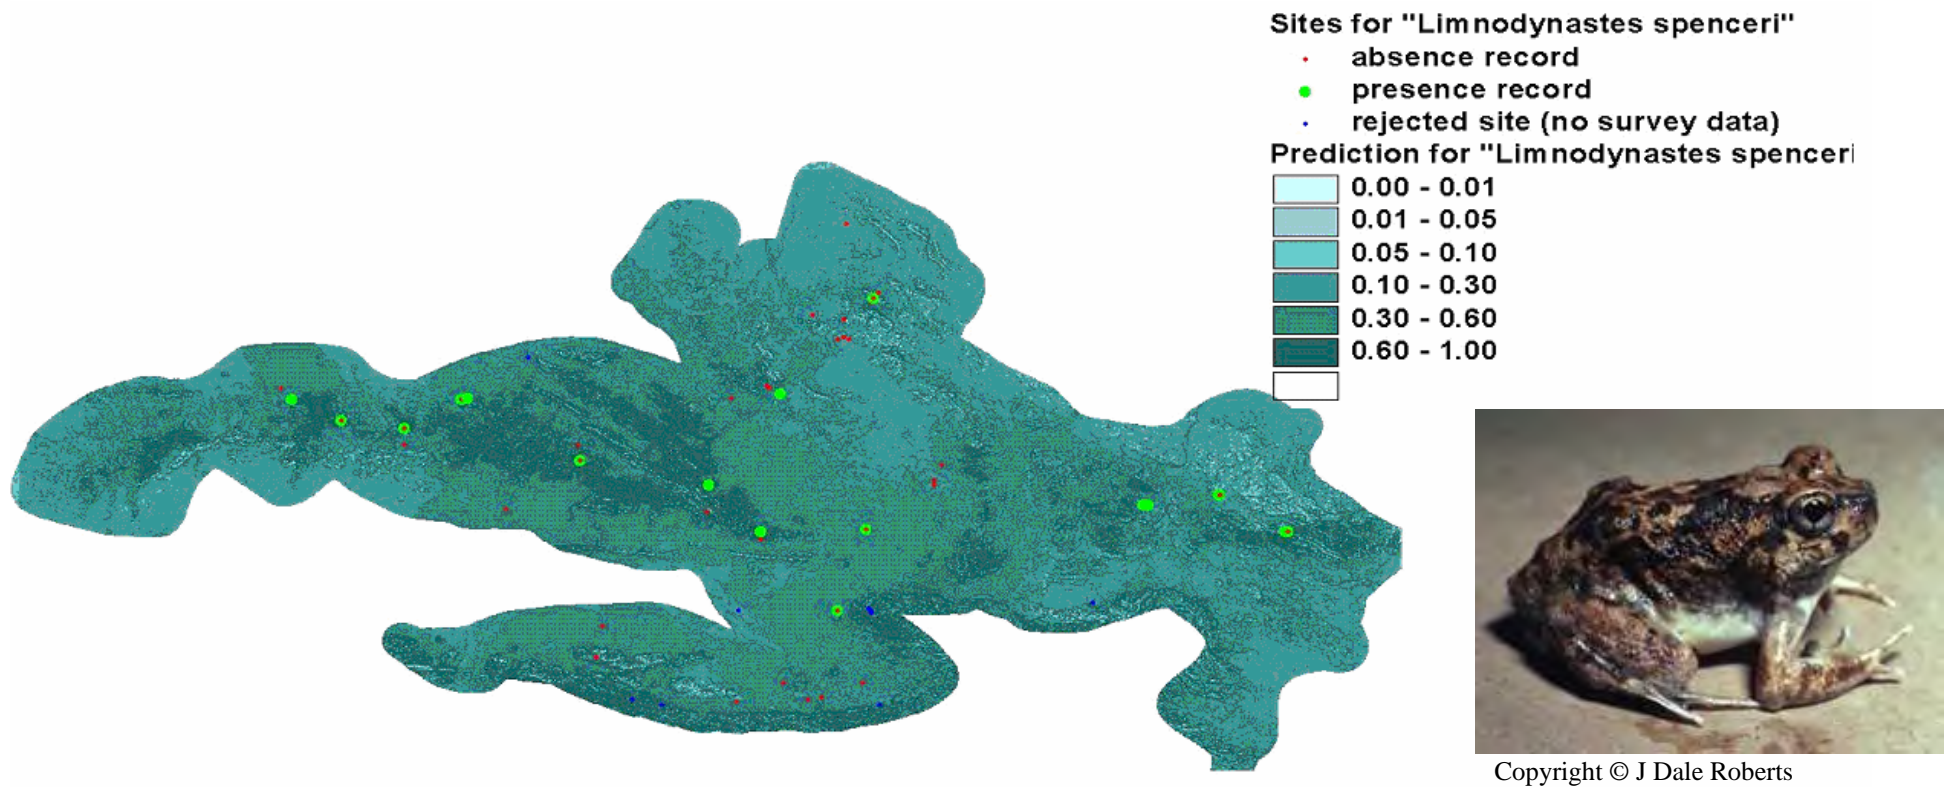 Sites for "Limnodynastes spenceri"
absence record
presence record
rejected site (no survey data)
Prediction for "Limnodynastes spenceri
0.00 - 0.01
0.01 - 0.05
0.05 - 0.10
0.10 - 0.30
0.30 - 0.60
0.60 - 1.00
Copyright © J Dale Roberts